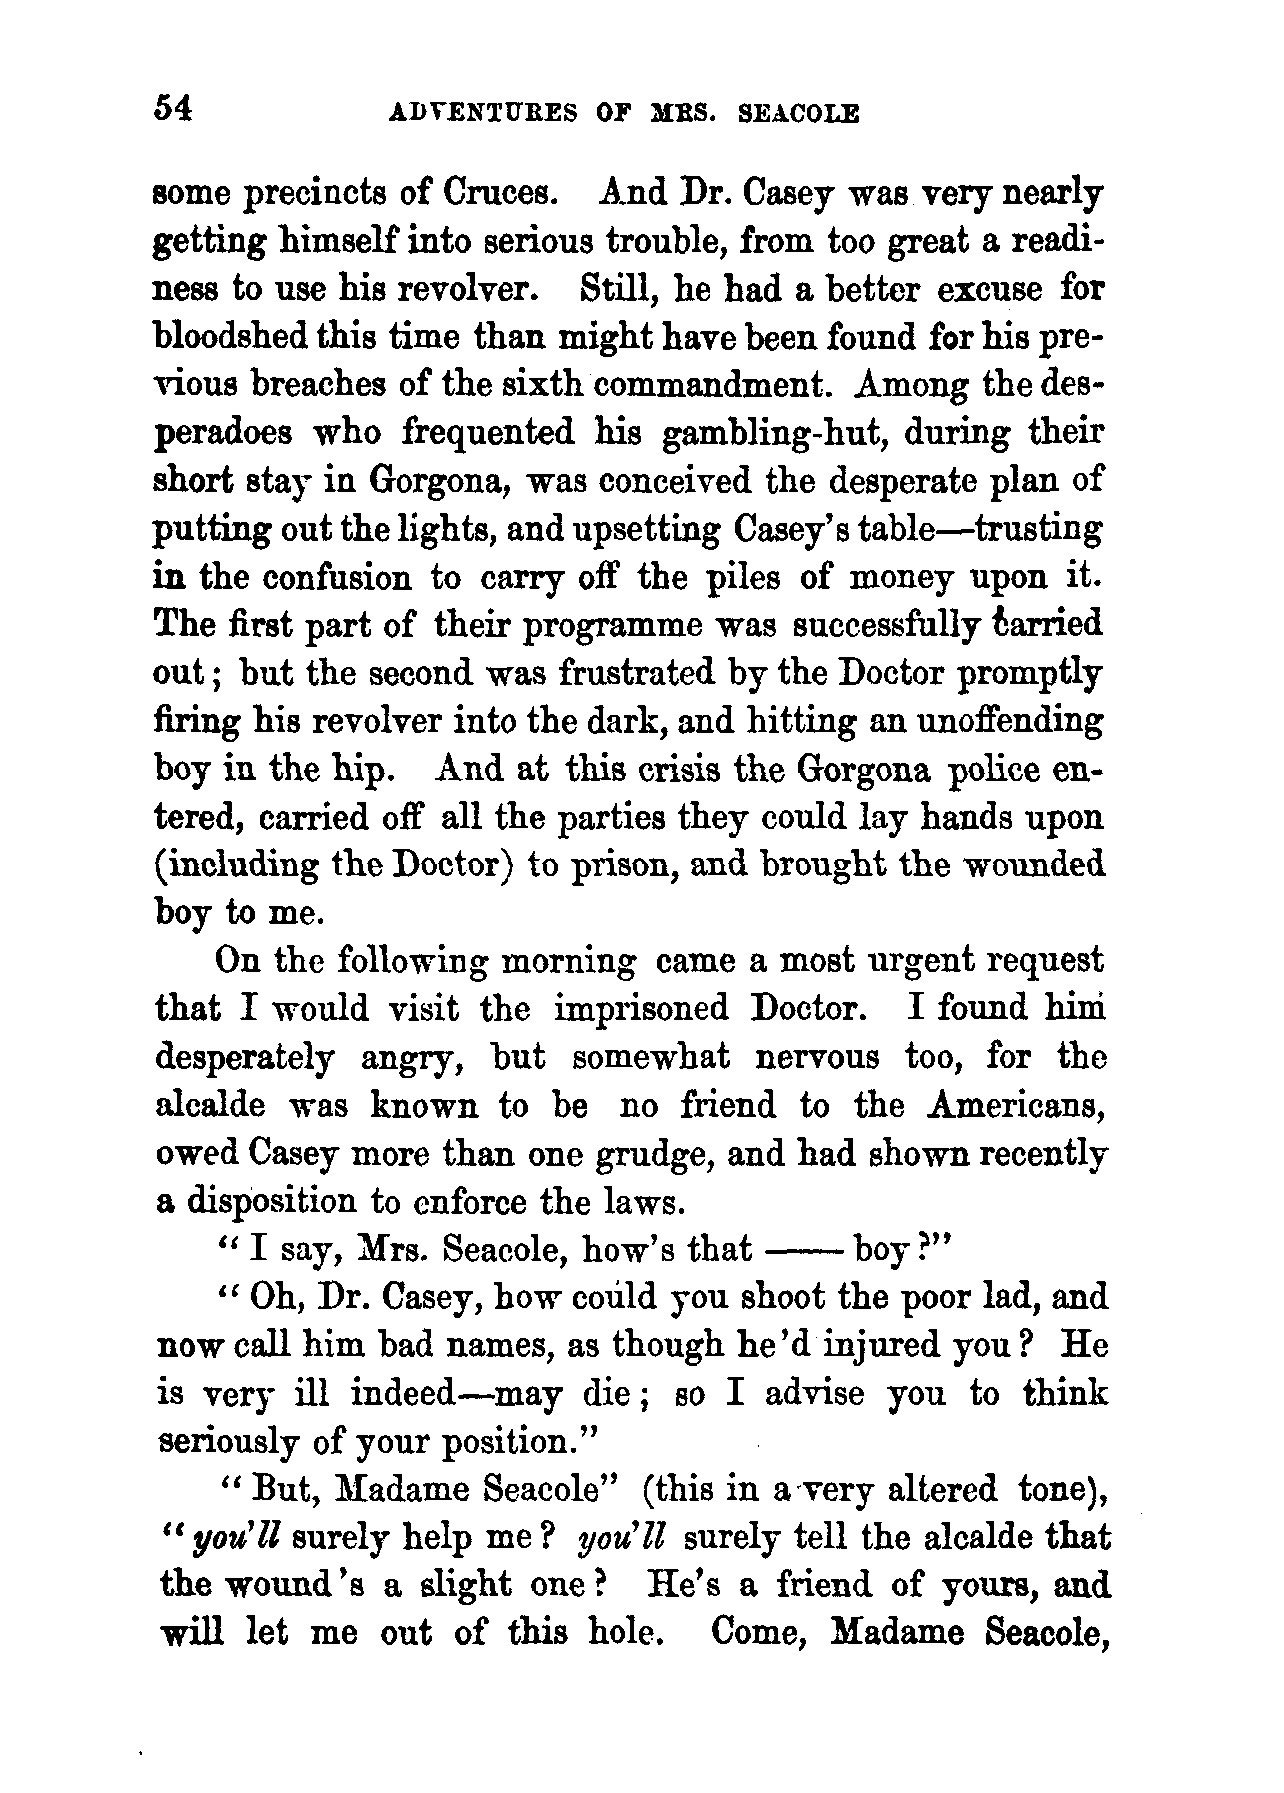 54 ADVENTURES OF MRS. SEACOLE
some precincts of Cruces. And Dr. Casey was very nearly
getting himself into serious trouble, from too great a readi-
ness to use his revolver. Still, he had a better excuse for
bloodshed this time than might have been found for his pre-
vious breaches of the sixth commandment. Among the des-
peradoes who frequented his gambling-hut, during their
short stay in Gorgona, was conceived the desperate plan of
putting out the lights, and upsetting Casey's table—trusting
in the confusion to carry off the piles of money upon it.
The first part of their programme was successfully carried
out; but the second was frustrated by the Doctor promptly
firing his revolver into the dark, and hitting an unoffending
boy in the hip. And at this crisis the Gorgona police en-
tered, carried off all the parties they could lay hands upon
(including the Doctor) to prison, and brought the wounded
boy to me.
On the following morning came a most urgent request
that I would visit the imprisoned Doctor. I found him
desperately angry, but somewhat nervous too, for the
alcalde was known to be no friend to the Americans,
owed Casey more than one grudge, and had shown recently
a disposition to enforce the laws.
"I say, Mrs. Seacole, how's that —— boy?"
"Oh, Dr. Casey, how could you shoot the poor lad, and
now call him bad names, as though he'd injured you? He
is very ill indeed—may die; so I advise you to think
seriously of your position."
"But, Madame Seacole" (this in a very altered tone),
"you'll surely help me? you'll surely tell the alcalde that
the wound's a slight one? He's a friend of yours, and
will let me out of this hole. Come, Madame Seacole,